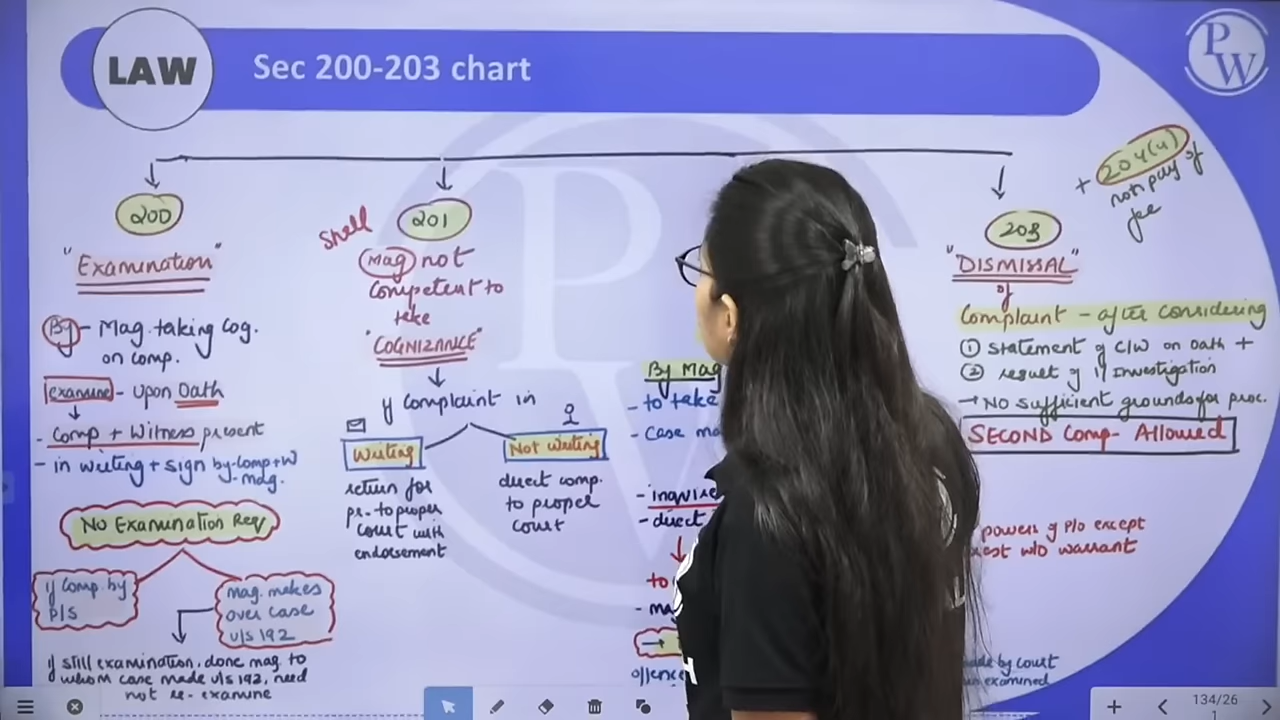 LAW
Sec 200-203 chart
PW
200
"Examination"
By - Mag. taking Cog.
on comp.
examine - upon Oath
- Comp + Witness present
- in writing + sign by-Comp+W
mag.
No Examination Req
if Comp. by
P/S
mag. makes
over case
u/s 192
if still examination, done mag. to
whom case made u/s 192, need
not re-examine
201
Shell
Mag not
Competent to
take
"COGNIZANCE"
if Complaint in
Writing
return for
pr. to proper
court with
endorsement
Not writing
direct comp.
to proper
court
By Mag
- to take
- Case ma
- inquire
- direct
to
- ma
offence
203
+ 204(4)
not pay of
fee
"DISMISSAL"
of
Complaint - after Considering
① statement of C/W on Oath +
② result of Investigation
→ No sufficient grounds for proc.
SECOND Comp- Allowed
powers of P/o except
w/o warrant
by court
examined
134/26
1